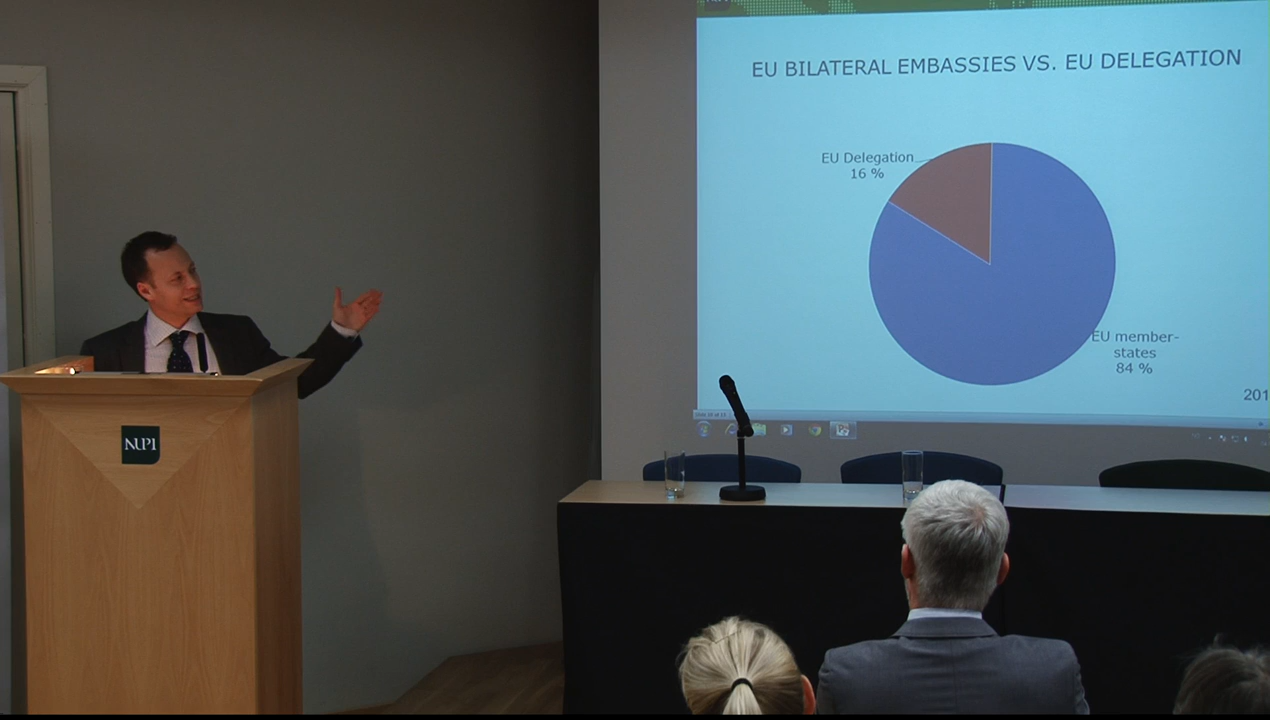 EU BILATERAL EMBASSIES VS. EU DELEGATION
EU Delegation
16 %
EU member-
states
84 %
201
NUPI